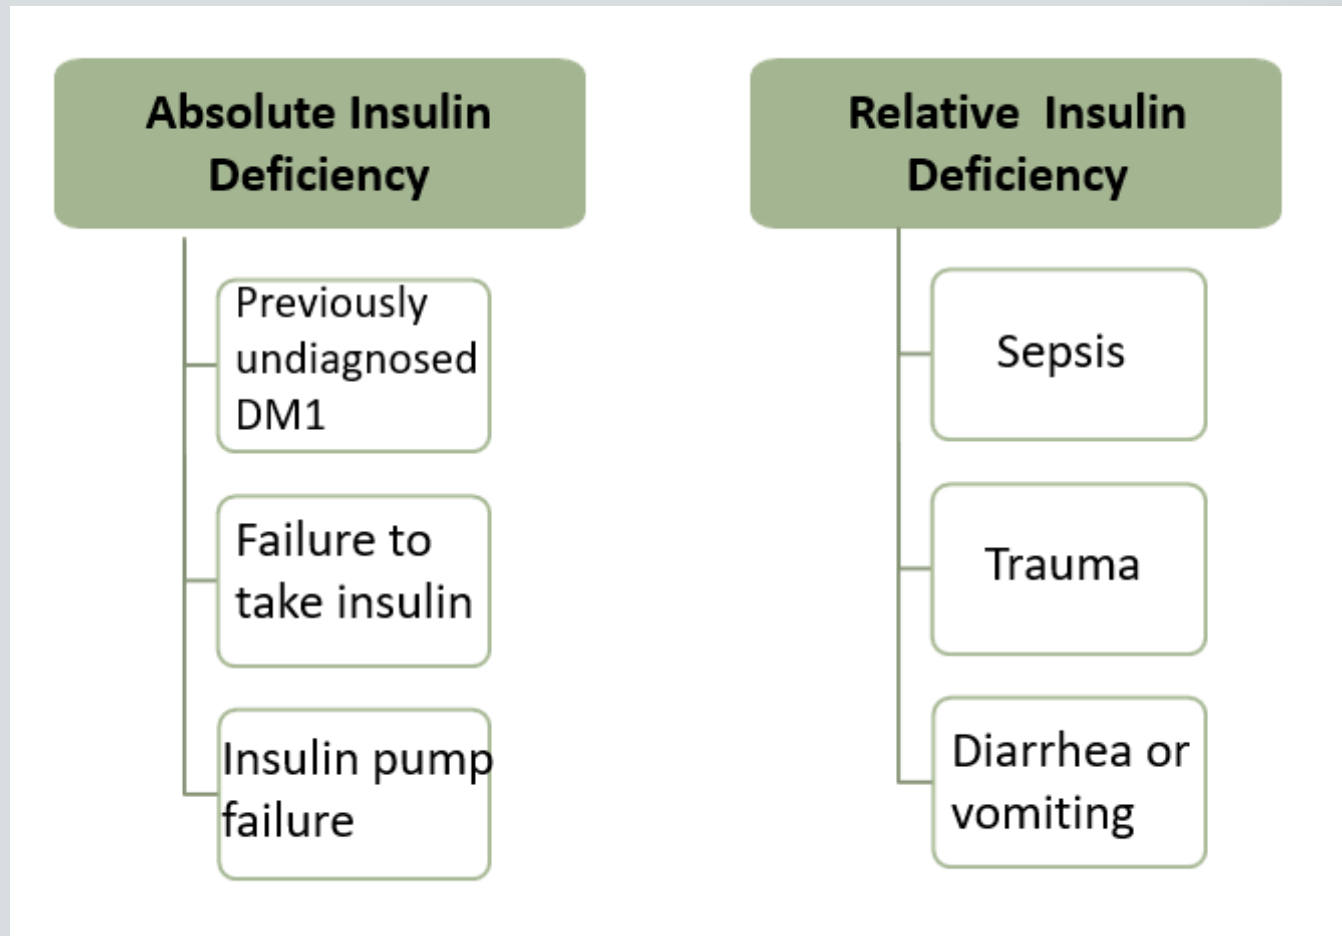 Absolute Insulin
Deficiency
Previously
undiagnosed
DM1
Failure to
take insulin
Insulin pump
failure
Relative  Insulin
Deficiency
Sepsis
Trauma
Diarrhea or
vomiting